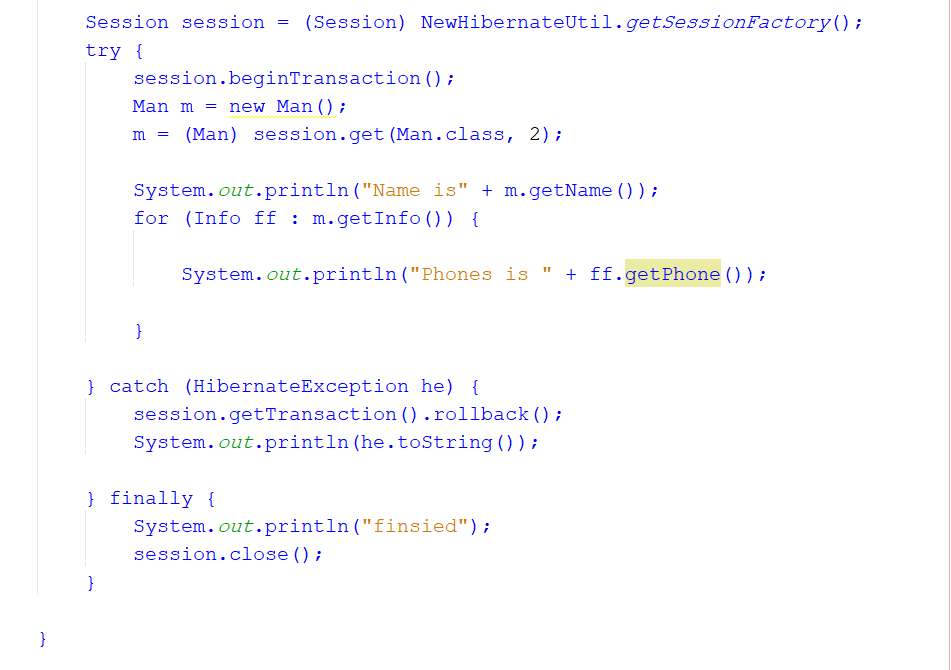 Session session = (Session) NewHibernateUtil.getSessionFactory();
try {
session.beginTransaction();
Man m = new Man();
m = (Man) session.get(Man.class, 2);
System.out.println("Name is" + m.getName());
for (Info ff : m.getInfo()) {
System.out.println("Phones is " + ff.getPhone());
}
} catch (HibernateException he) {
session.getTransaction().rollback();
System.out.println(he.toString());
} finally {
System.out.println("finsied");
session.close();
}
}